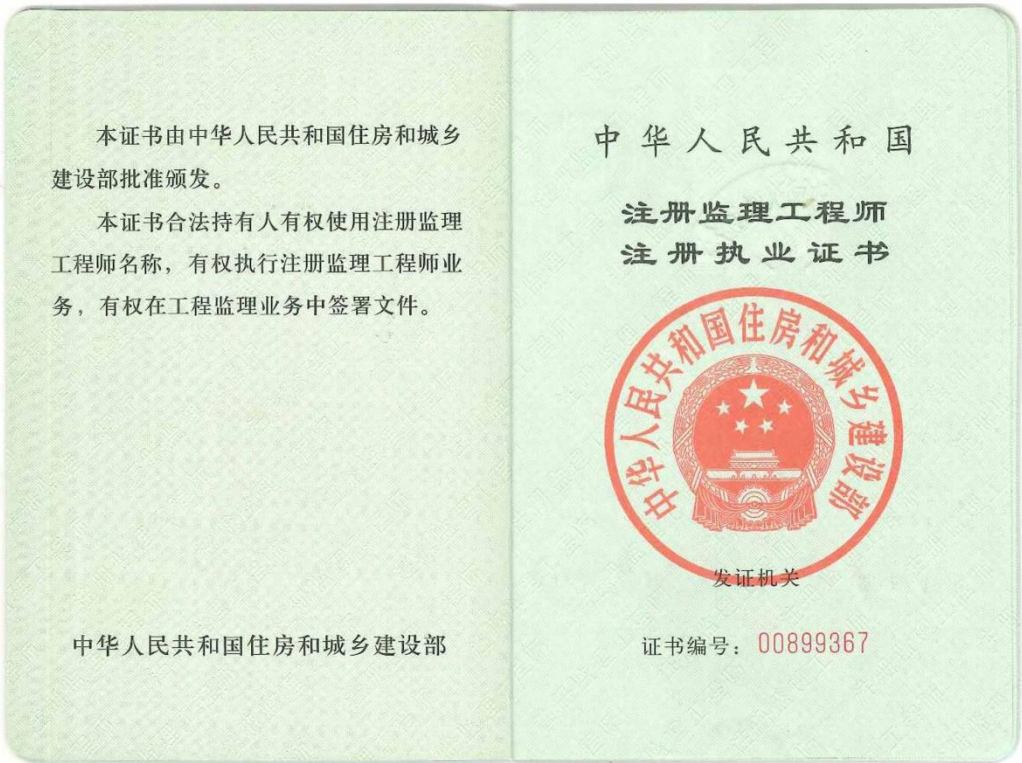 本证书由中华人民共和国住房和城乡
建设部批准颁发。
本证书合法持有人有权使用注册监理
工程师名称，有权执行注册监理工程师业
务，有权在工程监理业务中签署文件。
中华人民共和国住房和城乡建设部
中华人民共和国
注册监理工程师
注册执业证书
中华人民共和国住房和城乡建设部
发证机关
证书编号：00899367